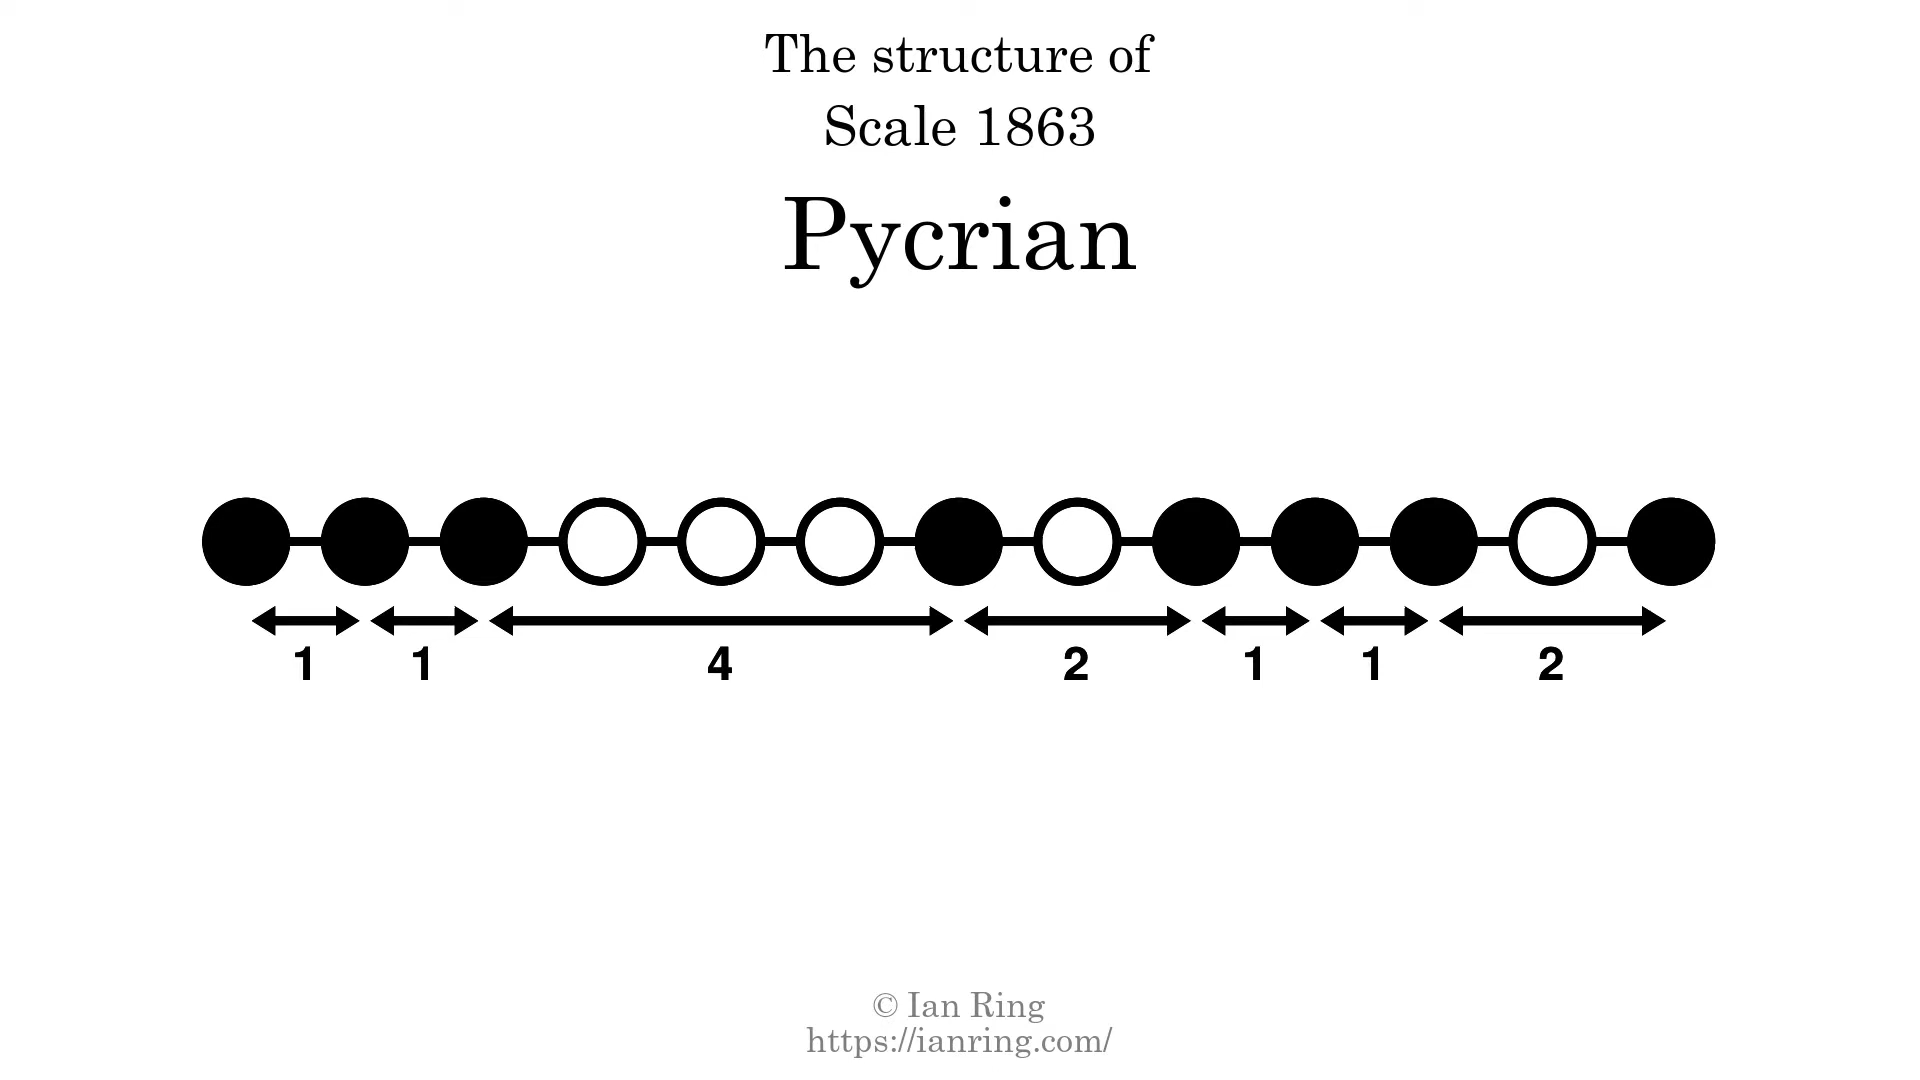 The structure of
Scale 1863
Pycrian
1 1 4 2 1 1 2
© Ian Ring
https://ianring.com/